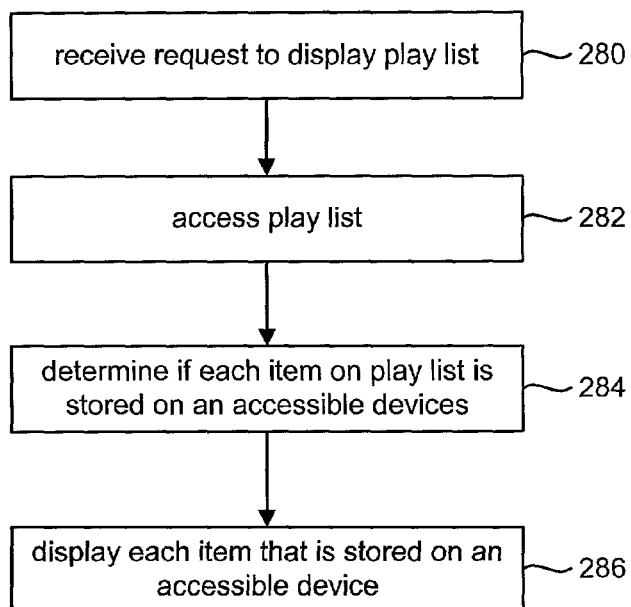 receive request to display play list
280
access play list
282
determine if each item on play list is
stored on an accessible devices
284
display each item that is stored on an
accessible device
286